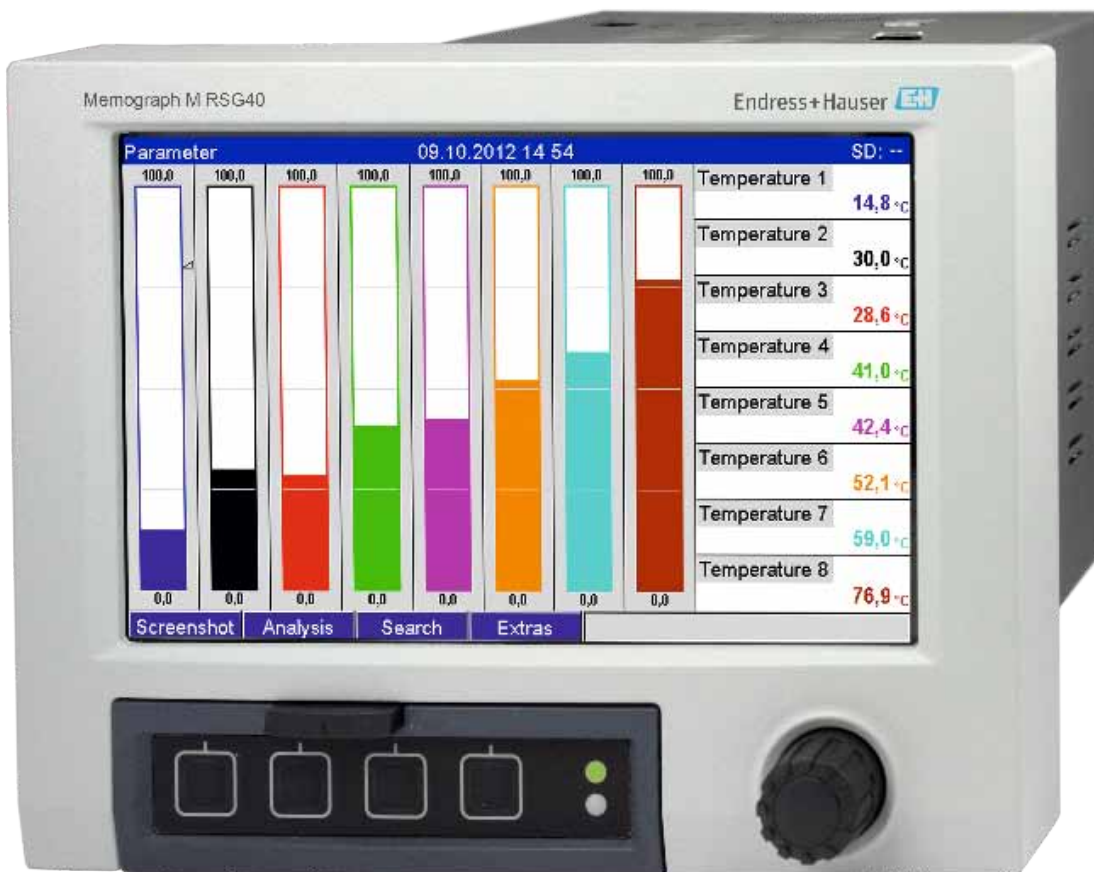 Memograph M RSG40
Endress+Hauser EH
Parameter 09.10.2012 14 54 SD: --
100,0 100,0 100,0 100,0 100,0 100,0 100,0 100,0
Temperature 1
14,8 °C
Temperature 2
30,0 °C
Temperature 3
28,6 °C
Temperature 4
41,0 °C
Temperature 5
42,4 °C
Temperature 6
52,1 °C
Temperature 7
59,0 °C
Temperature 8
76,9 °C
0,0 0,0 0,0 0,0 0,0 0,0 0,0 0,0
Screenshot Analysis Search Extras